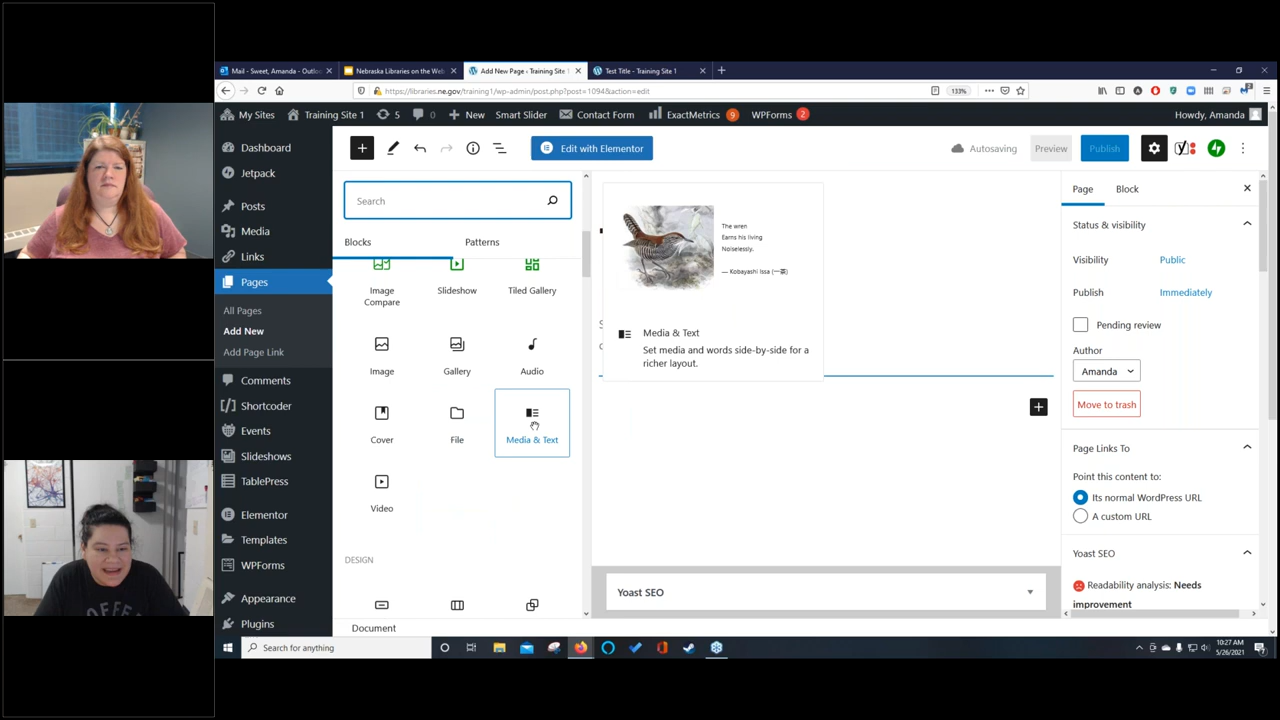 Mail - Sweet, Amanda - Outlo
Nebraska Libraries on the Web
Add New Page ‹ Training Site 1
Test Title - Training Site 1
https://libraries.ne.gov/training1/wp-admin/post.php?post=1094&action=edit
133%
My Sites
Training Site 1
5
0
New
Smart Slider
Contact Form
ExactMetrics
9
WPForms
2
Howdy, Amanda
Dashboard
Jetpack
Posts
Media
Links
Pages
All Pages
Add New
Add Page Link
Comments
Shortcoder
Events
Slideshows
TablePress
Elementor
Templates
WPForms
Appearance
Plugins
Edit with Elementor
Autosaving
Preview
Publish
Search
Blocks
Patterns
Image
Compare
Slideshow
Tiled Gallery
Image
Gallery
Audio
Cover
File
Media & Text
Video
DESIGN
Document
The wren
Earns his living
Noiselessly.
— Kobayashi Issa (一茶)
Media & Text
Set media and words side-by-side for a
richer layout.
Yoast SEO
Page
Block
Status & visibility
Visibility
Public
Publish
Immediately
Pending review
Author
Amanda
Move to trash
Page Links To
Point this content to:
Its normal WordPress URL
A custom URL
Yoast SEO
Readability analysis: Needs
improvement
Search for anything
10:27 AM
5/26/2021